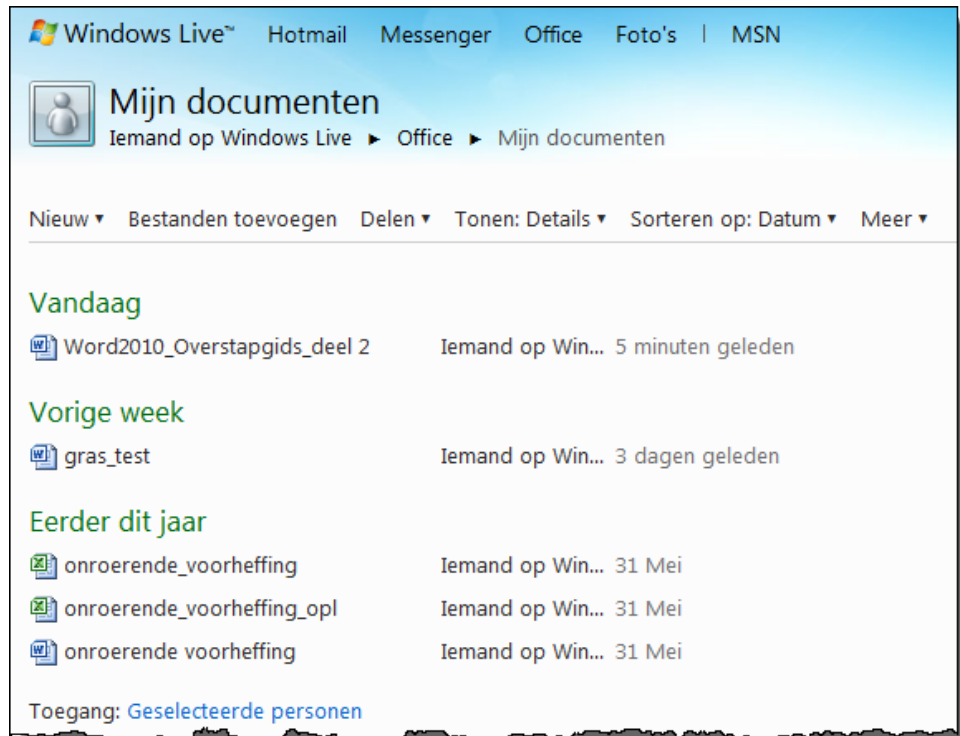 Windows Live™ Hotmail Messenger Office Foto's | MSN
Mijn documenten
Iemand op Windows Live ► Office ► Mijn documenten
Nieuw ▾ Bestanden toevoegen Delen ▾ Tonen: Details ▾ Sorteren op: Datum ▾ Meer ▾
Vandaag
Word2010_Overstapgids_deel 2 Iemand op Win... 5 minuten geleden
Vorige week
gras_test Iemand op Win... 3 dagen geleden
Eerder dit jaar
onroerende_voorheffing Iemand op Win... 31 Mei
onroerende_voorheffing_opl Iemand op Win... 31 Mei
onroerende voorheffing Iemand op Win... 31 Mei
Toegang: Geselecteerde personen